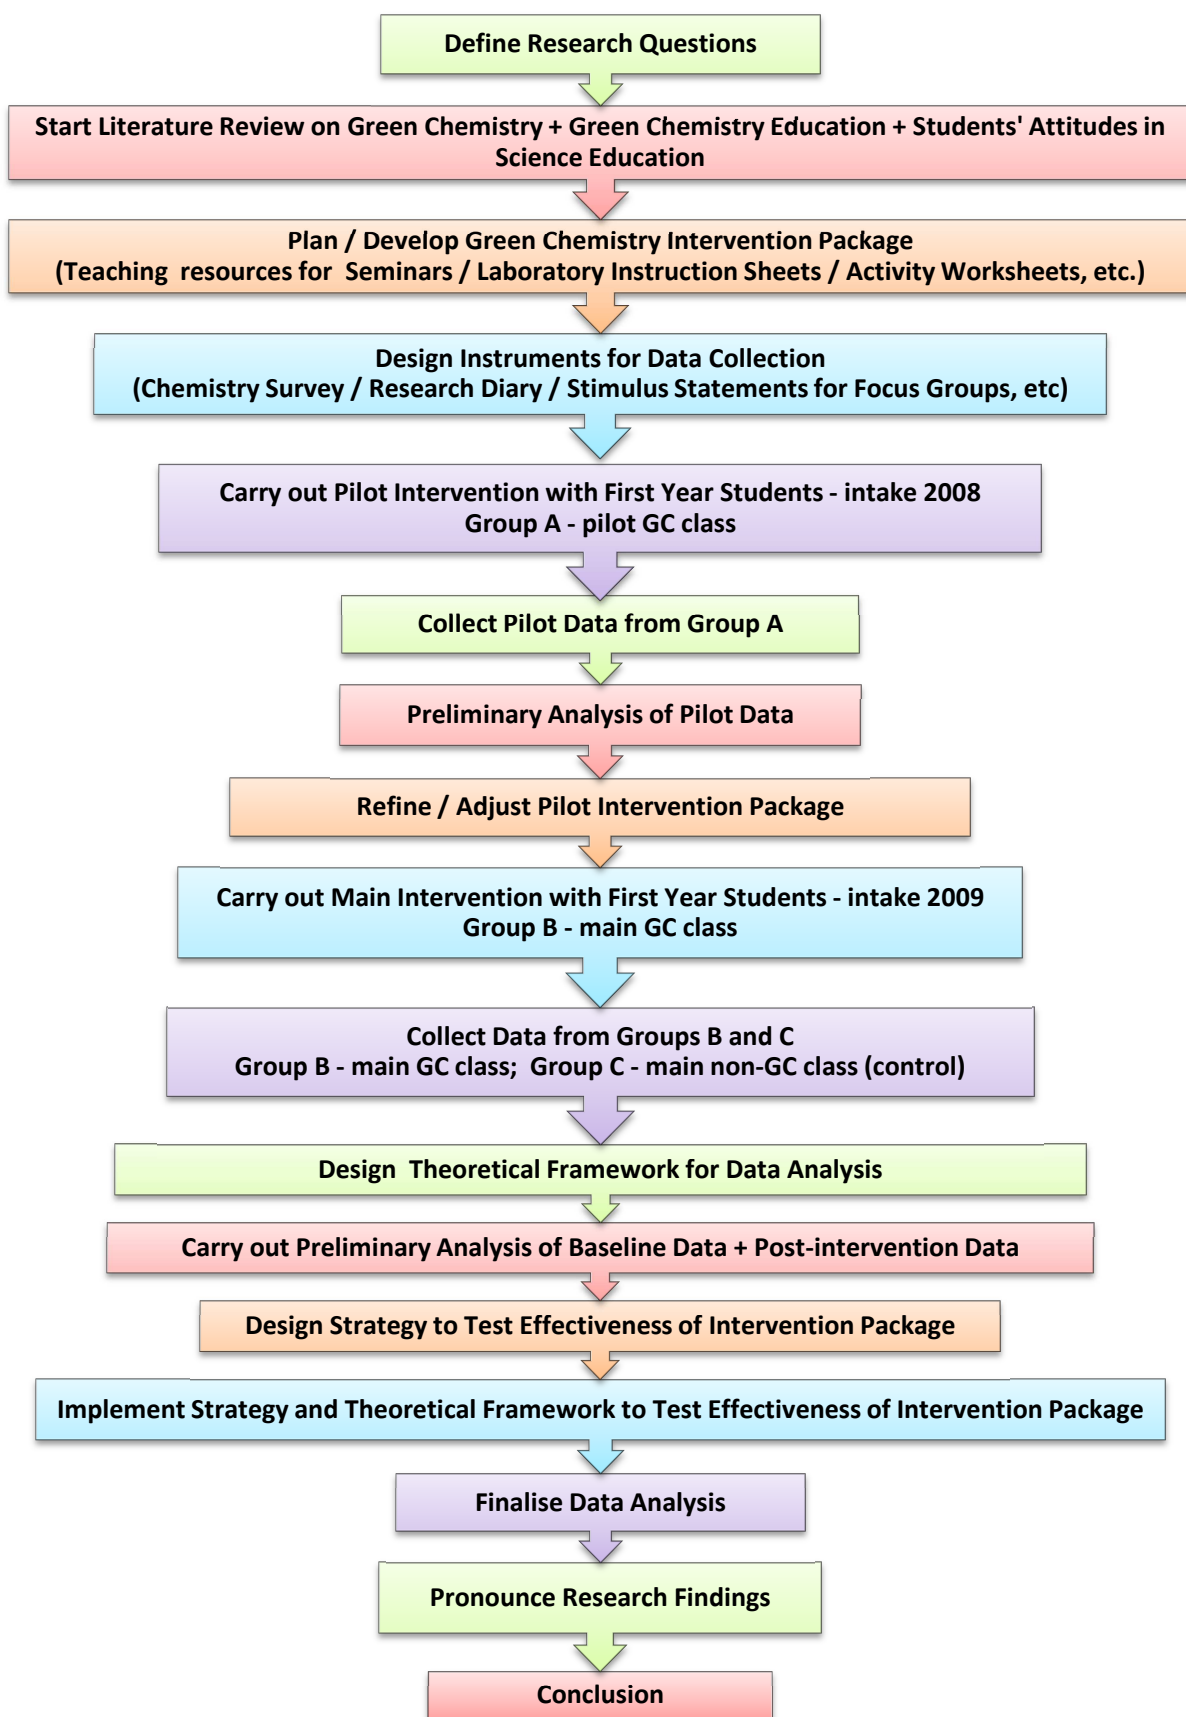 Define Research Questions
Start Literature Review on Green Chemistry + Green Chemistry Education + Students' Attitudes in
Science Education
Plan / Develop Green Chemistry Intervention Package
(Teaching resources for Seminars / Laboratory Instruction Sheets / Activity Worksheets, etc.)
Design Instruments for Data Collection
(Chemistry Survey / Research Diary / Stimulus Statements for Focus Groups, etc)
Carry out Pilot Intervention with First Year Students - intake 2008
Group A - pilot GC class
Collect Pilot Data from Group A
Preliminary Analysis of Pilot Data
Refine / Adjust Pilot Intervention Package
Carry out Main Intervention with First Year Students - intake 2009
Group B - main GC class
Collect Data from Groups B and C
Group B - main GC class; Group C - main non-GC class (control)
Design Theoretical Framework for Data Analysis
Carry out Preliminary Analysis of Baseline Data + Post-intervention Data
Design Strategy to Test Effectiveness of Intervention Package
Implement Strategy and Theoretical Framework to Test Effectiveness of Intervention Package
Finalise Data Analysis
Pronounce Research Findings
Conclusion